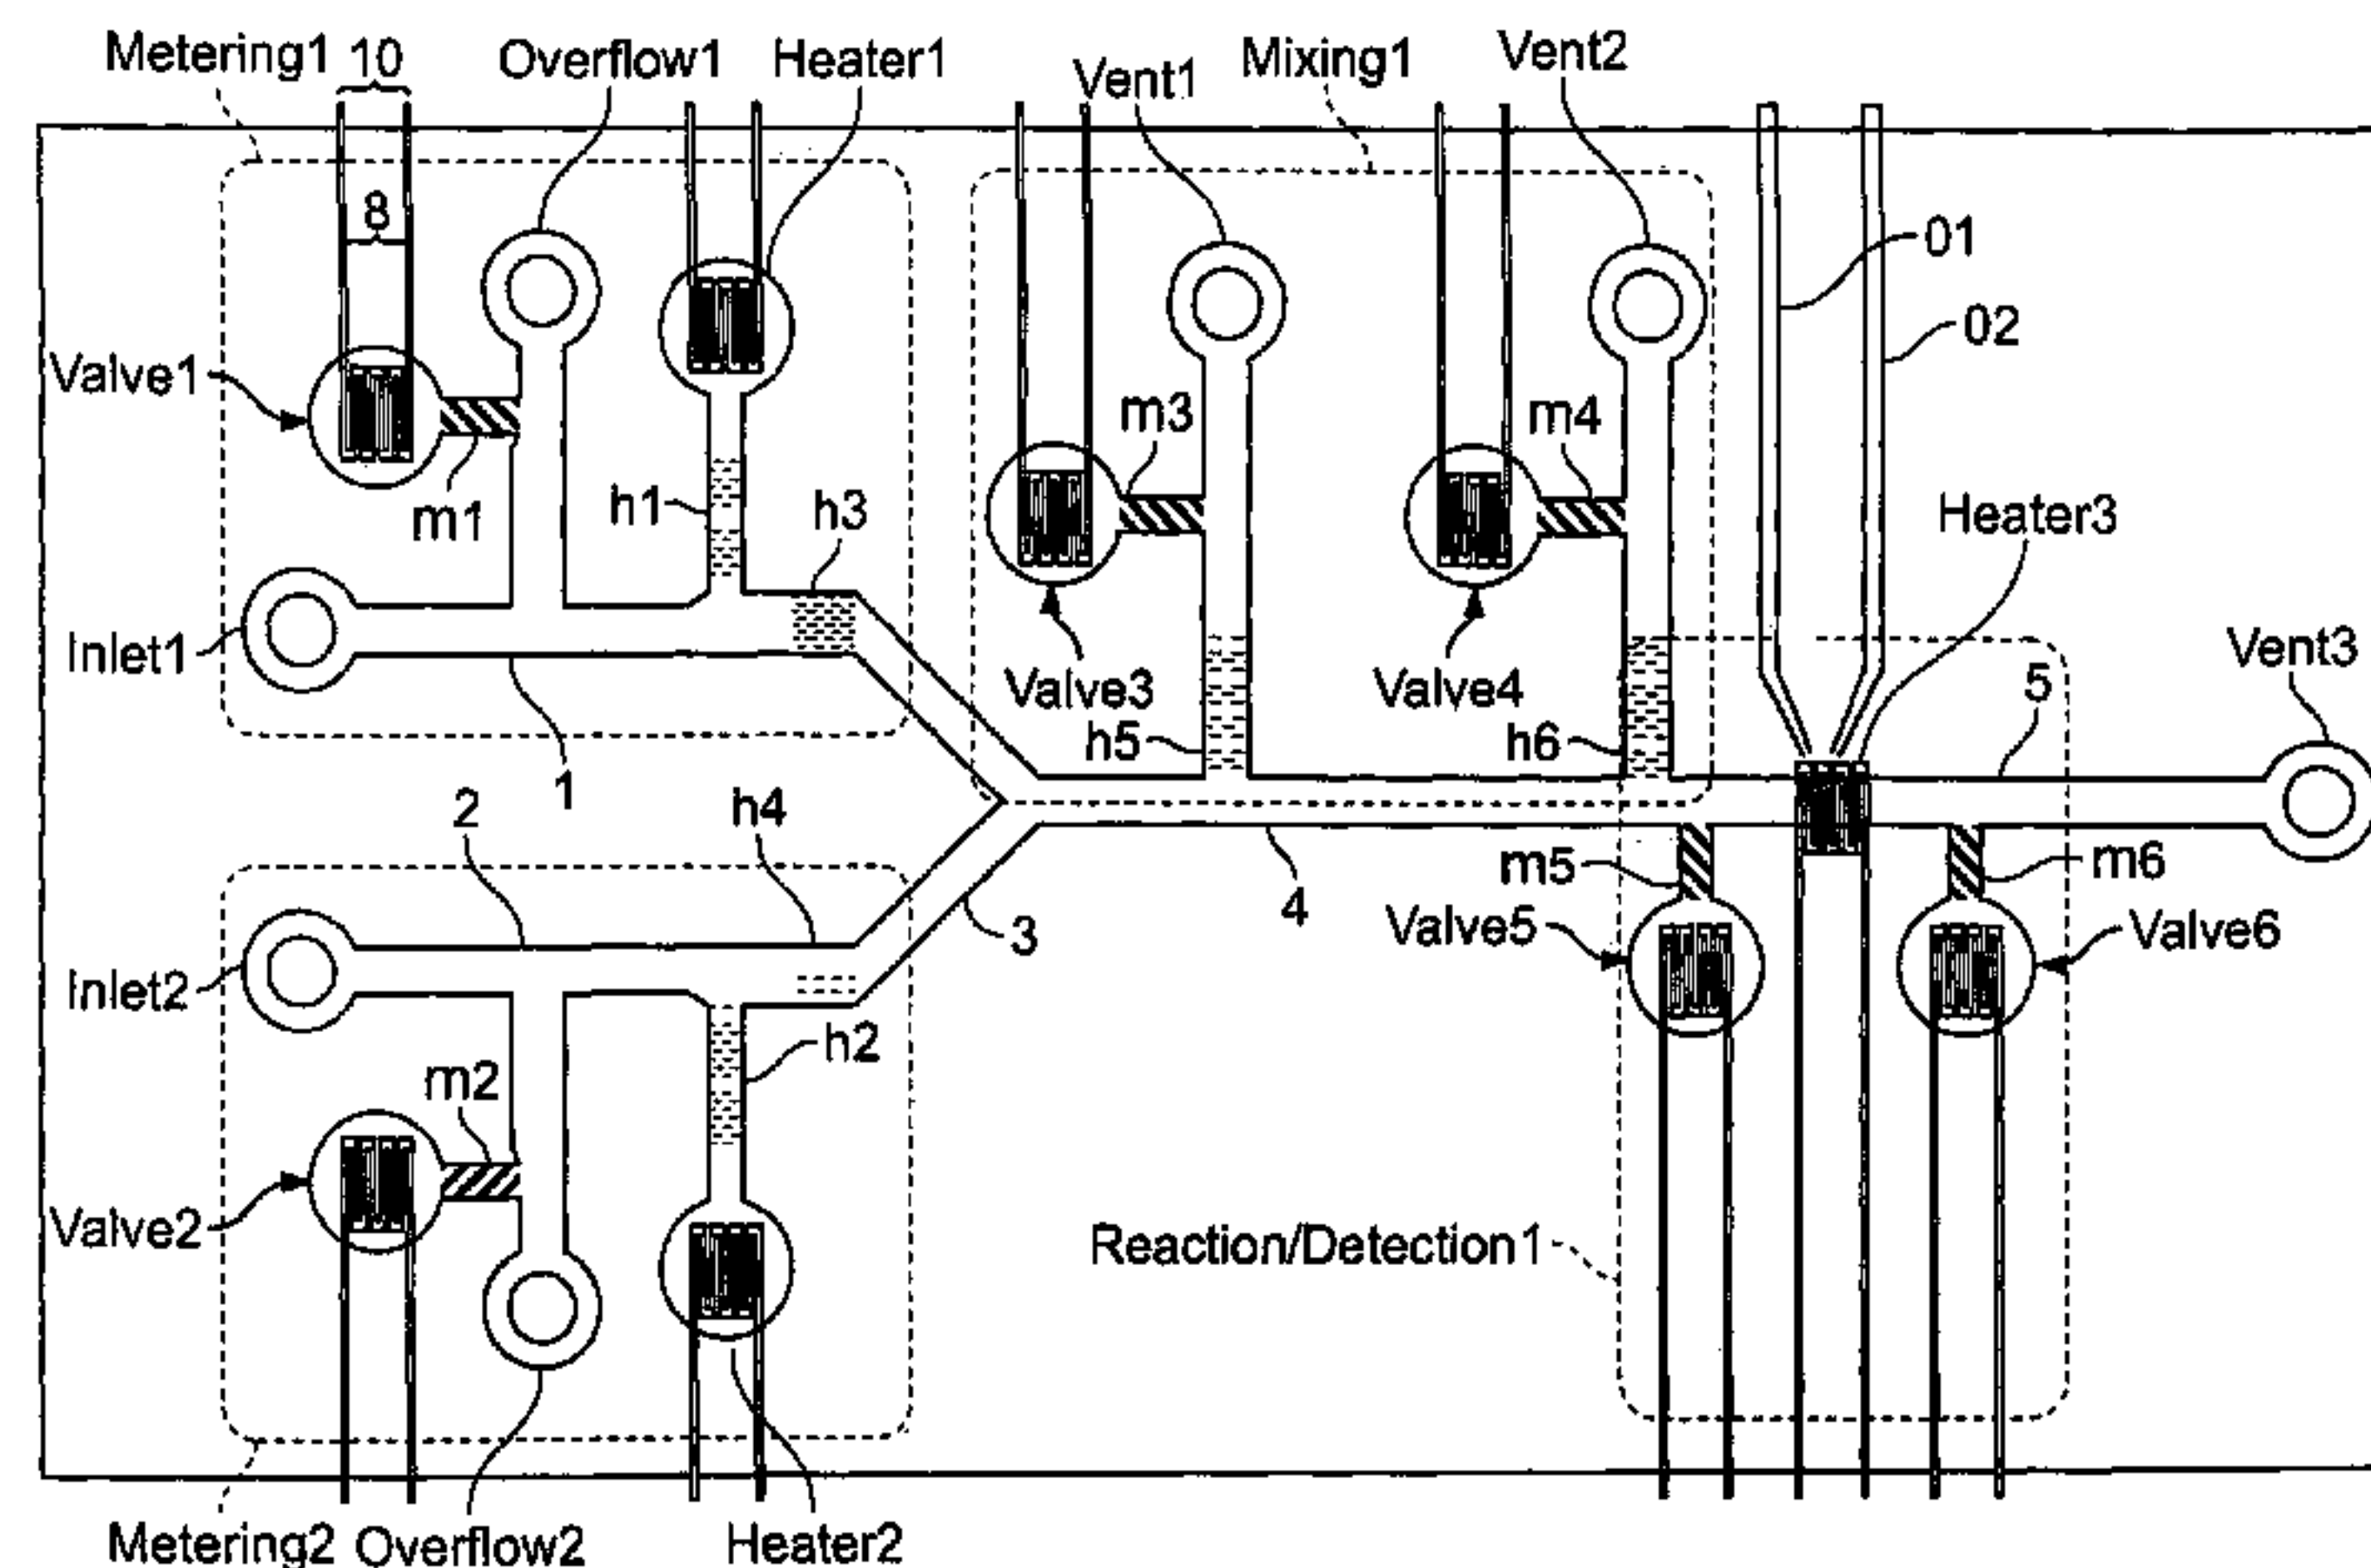 Metering1
10
Overflow1
Heater1
Vent1
Mixing1
Vent2
8
01
02
Valve1
m1
h1
h3
m3
m4
Heater3
Inlet1
Valve3
Valve4
Vent3
5
h5
h6
1
2
h4
m5
m6
Inlet2
3
4
Valve5
Valve6
h2
m2
Valve2
Reaction/Detection1
Metering2
Overflow2
Heater2